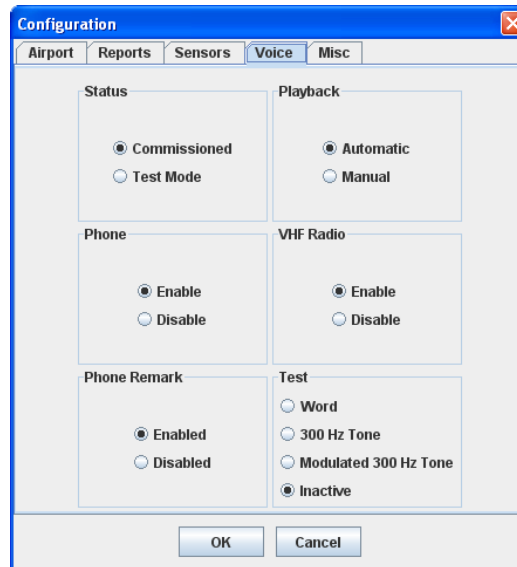 Configuration
Airport Reports Sensors Voice Misc
Status
Commissioned
Test Mode
Playback
Automatic
Manual
Phone
Enable
Disable
VHF Radio
Enable
Disable
Phone Remark
Enabled
Disabled
Test
Word
300 Hz Tone
Modulated 300 Hz Tone
Inactive
OK Cancel